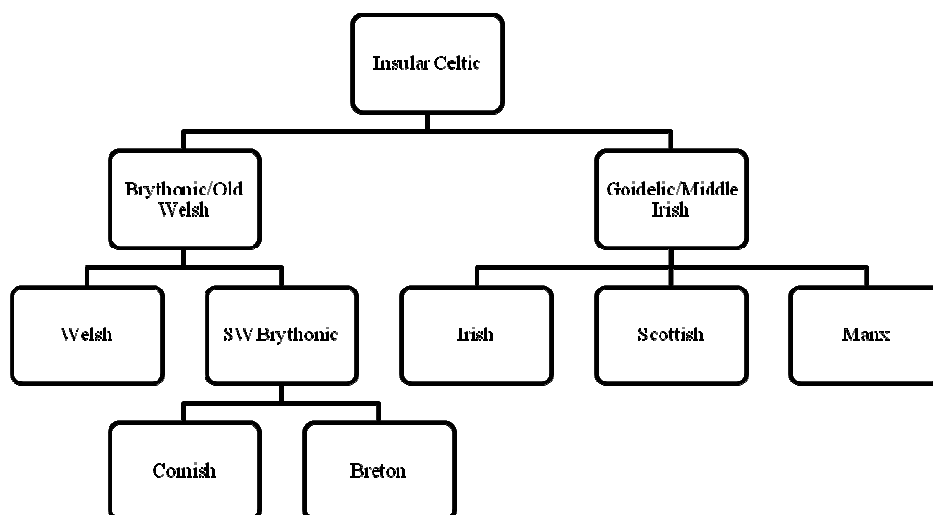 Insular Celtic
Brythonic/Old
Welsh
Goidelic/Middle
Irish
Welsh
SW.Brythonic
Irish
Scottish
Manx
Cornish
Breton